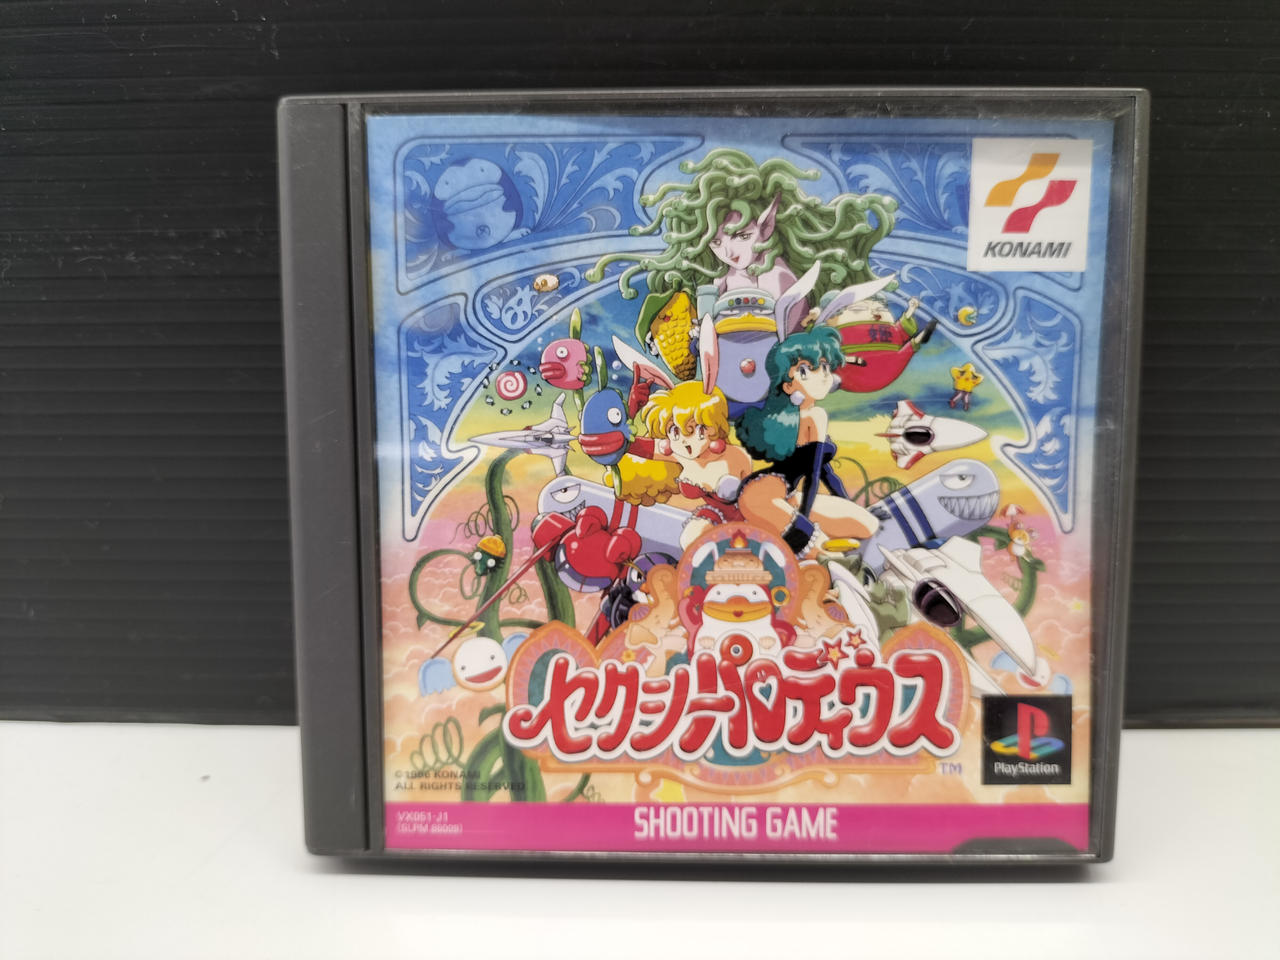 KONAMI
セクシーパロディウス
TM
PlayStation
©1996 KONAMI
ALL RIGHTS RESERVED
VX051-J1
SHOOTING GAME